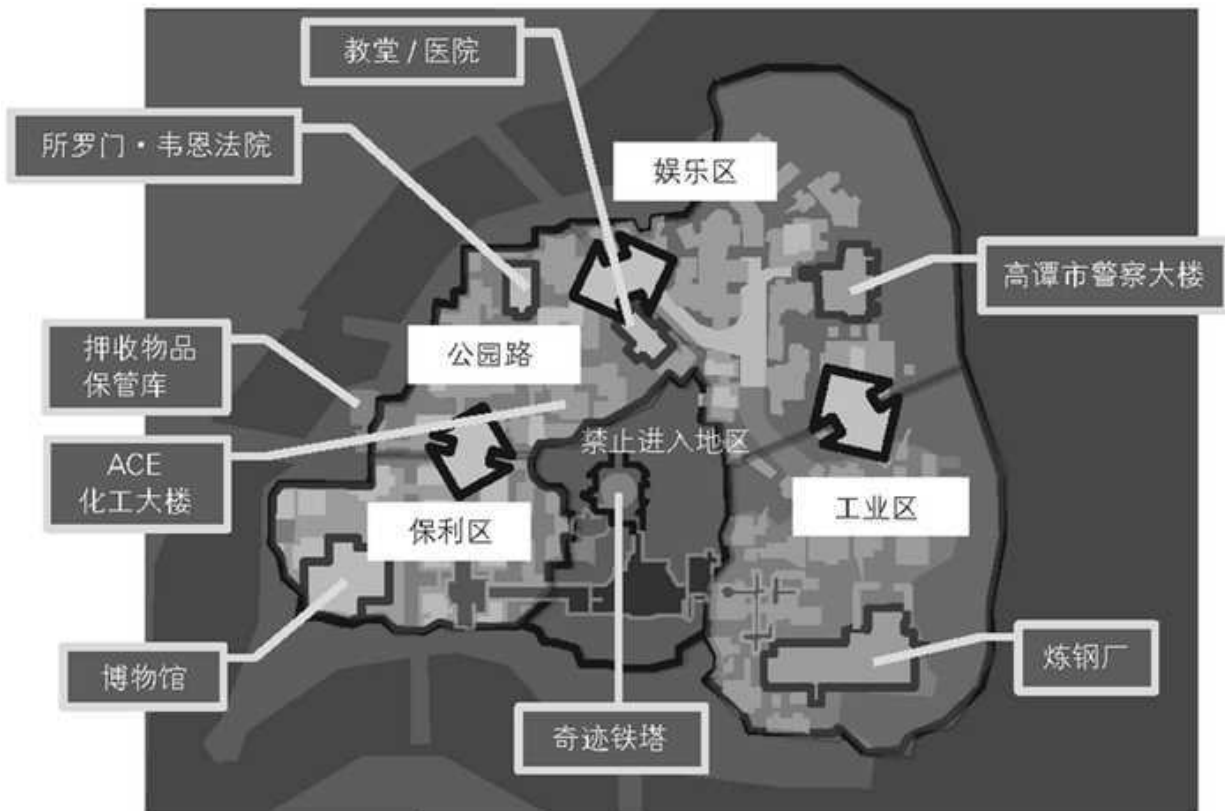 教堂 / 医院
所罗门·韦恩法院
娱乐区
高谭市警察大楼
押收物品
保管库
公园路
禁止进入地区
ACE
化工大楼
保利区
工业区
博物馆
奇迹铁塔
炼钢厂